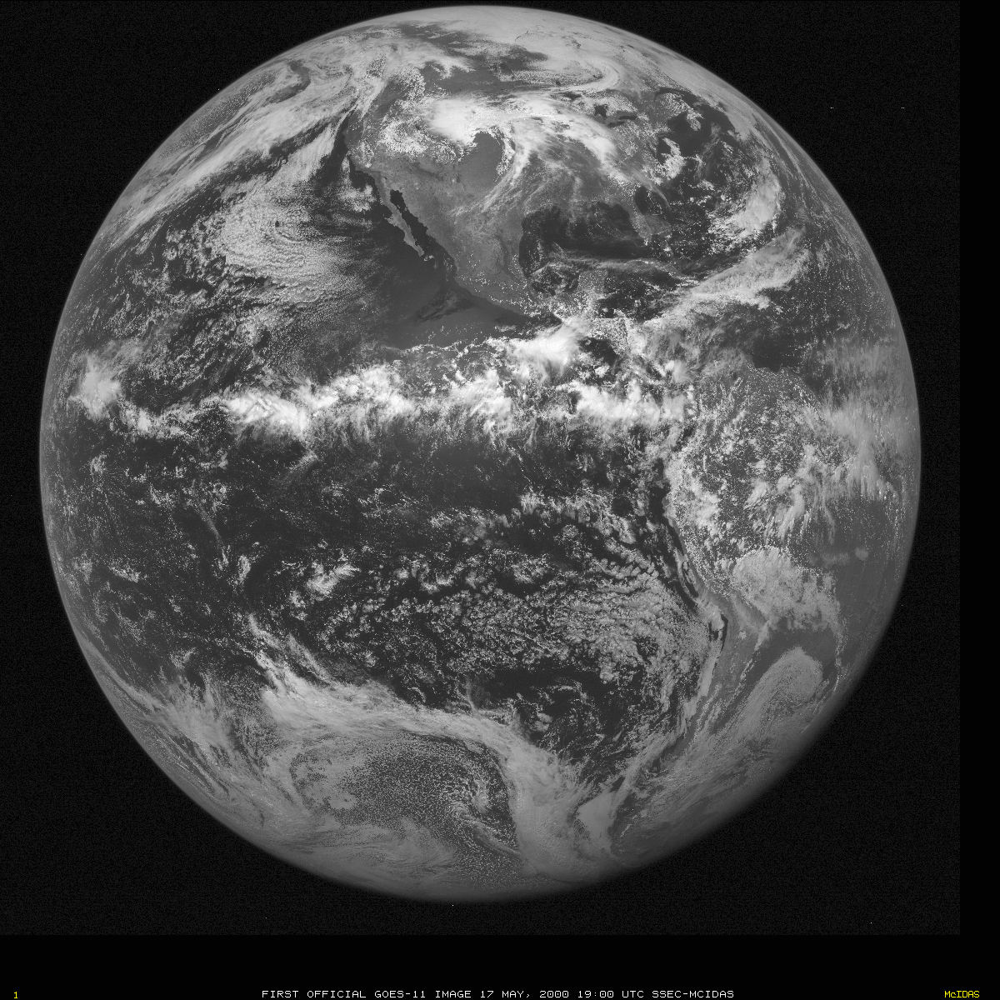 1 FIRST OFFICIAL GOES-11 IMAGE 17 MAY, 2000 19:00 UTC SSEC-MCIDAS McIDAS